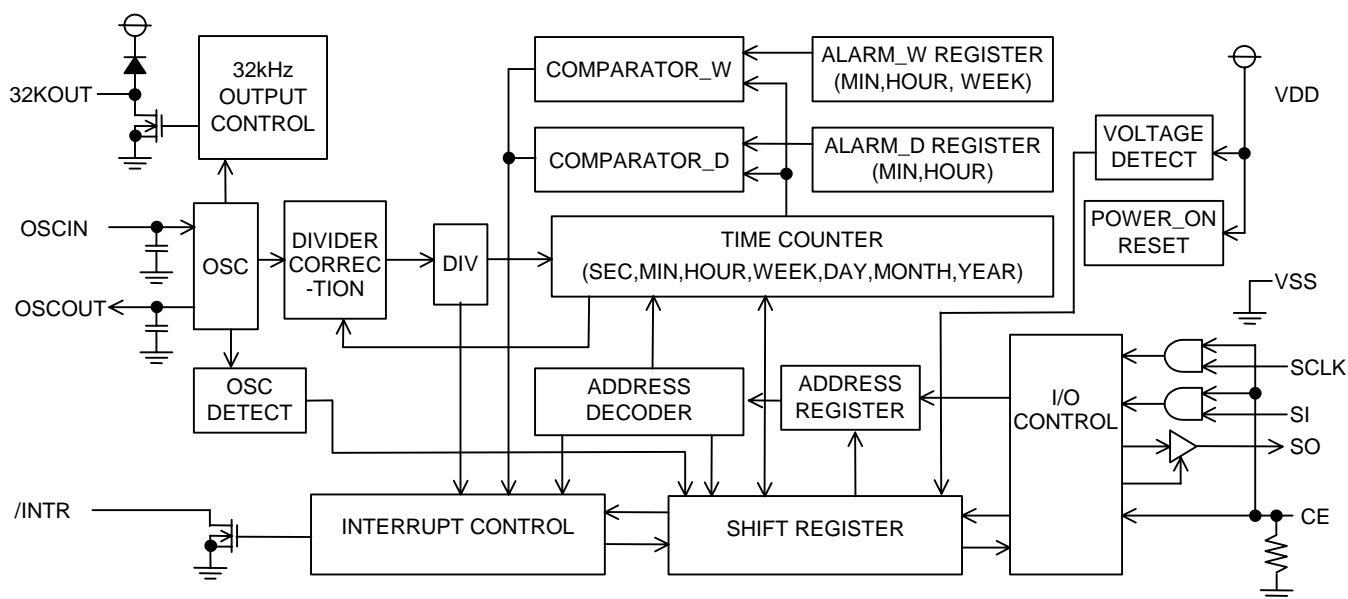 32KOUT
32kHz
OUTPUT
CONTROL
COMPARATOR_W
ALARM_W REGISTER
(MIN,HOUR, WEEK)
VDD
VOLTAGE
DETECT
COMPARATOR_D
ALARM_D REGISTER
(MIN,HOUR)
POWER_ON
RESET
OSCIN
OSC
OSCOUT
DIVIDER
CORREC
-TION
DIV
TIME COUNTER
(SEC,MIN,HOUR,WEEK,DAY,MONTH,YEAR)
VSS
OSC
DETECT
ADDRESS
DECODER
ADDRESS
REGISTER
I/O
CONTROL
SCLK
SI
SO
/INTR
INTERRUPT CONTROL
SHIFT REGISTER
CE